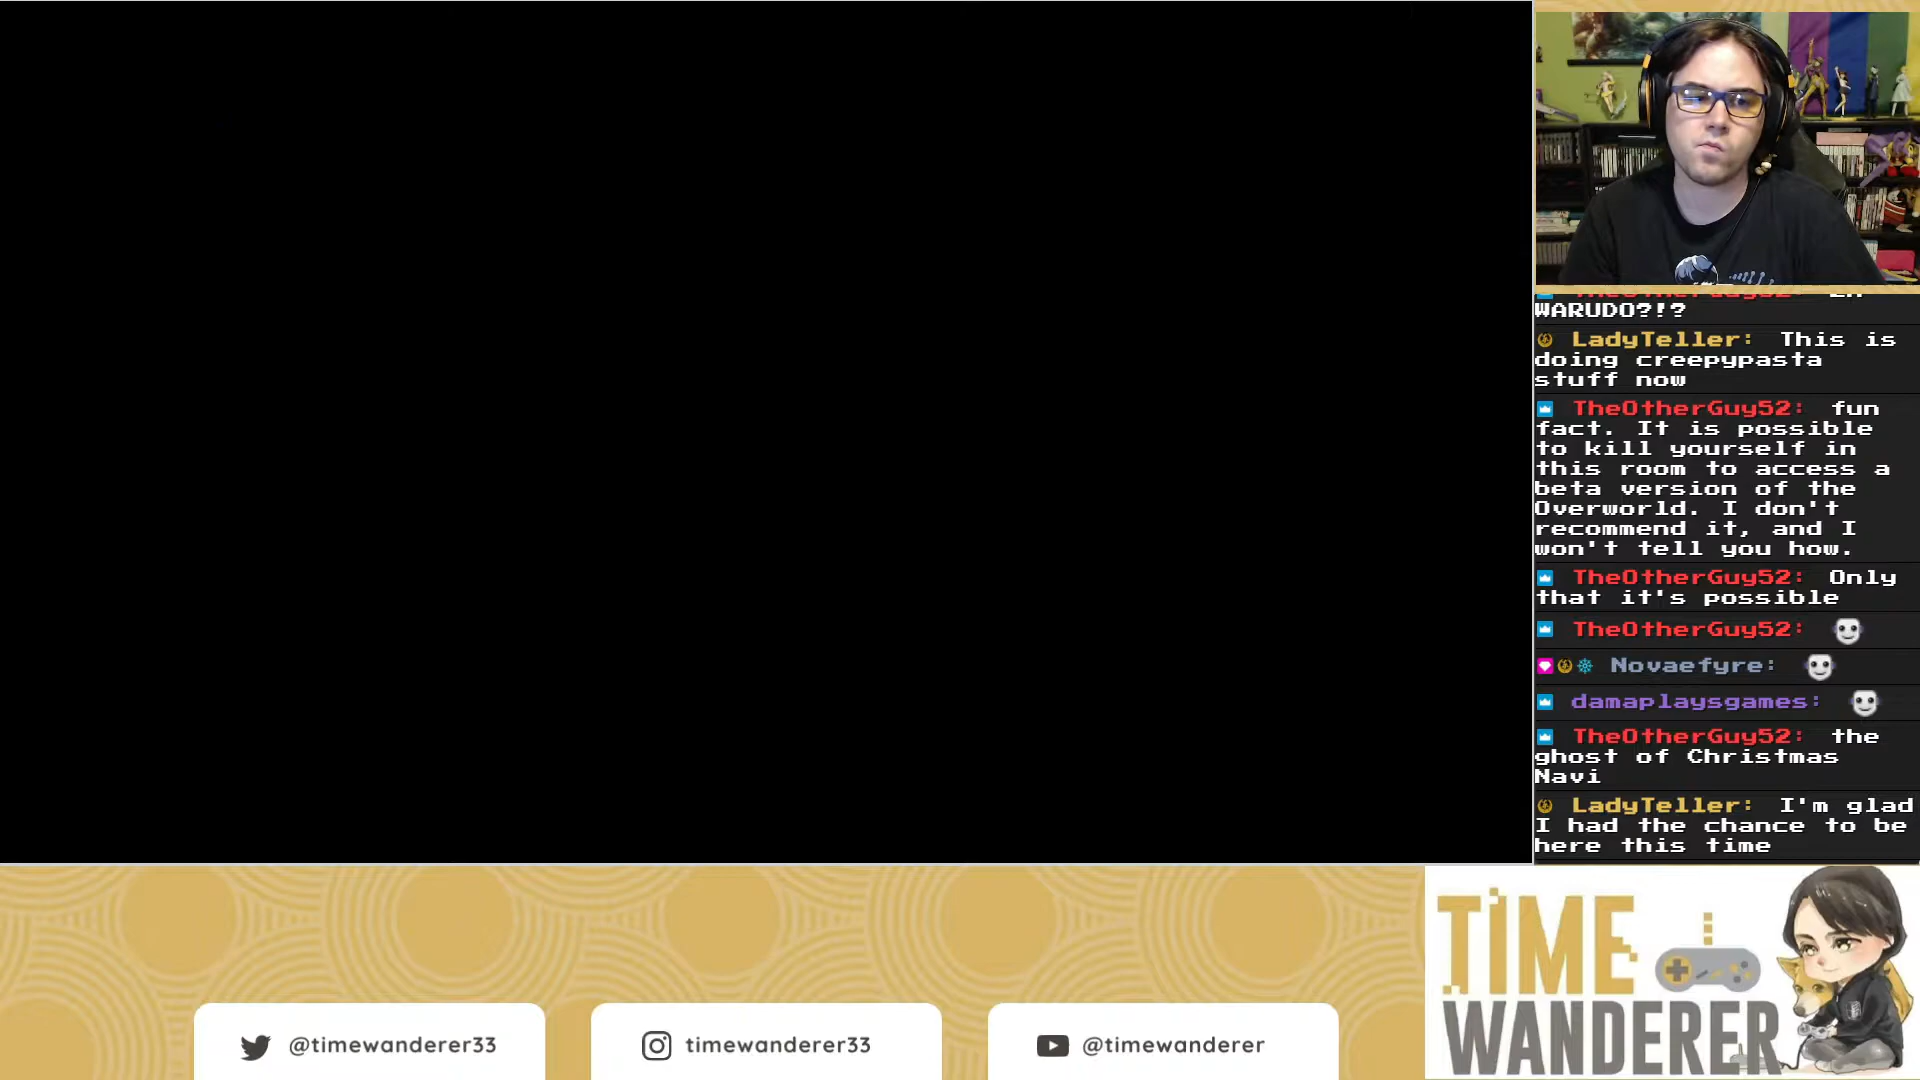 WARUDO?!?
LadyTeller: This is
doing creepypasta
stuff now
TheOtherGuy52: fun
fact. It is possible
to kill yourself in
this room to access a
beta version of the
Overworld. I don't
recommend it, and I
won't tell you how.
TheOtherGuy52: Only
that it's possible
TheOtherGuy52:
Novaefyre:
damaplaysgames:
TheOtherGuy52: the
ghost of Christmas
Navi
LadyTeller: I'm glad
I had the chance to be
here this time
@timewanderer33
timewanderer33
@timewanderer
TIME
WANDERER